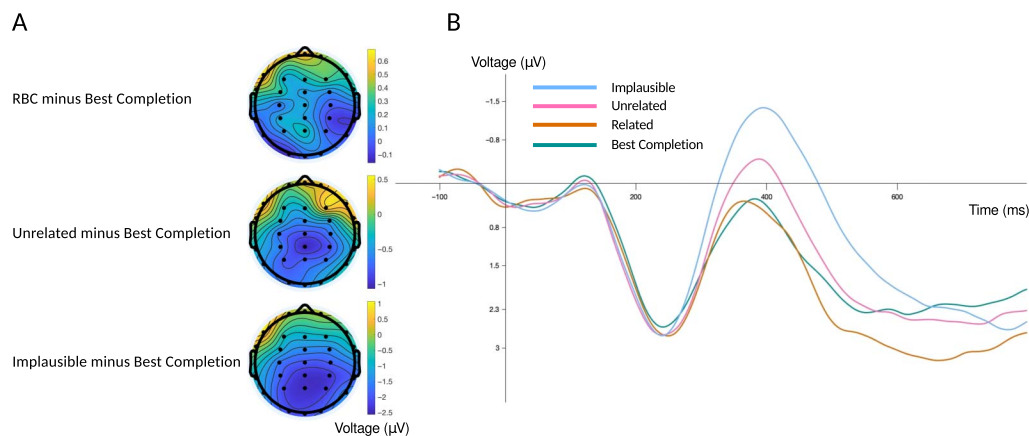 A
B
RBC minus Best Completion
0.6
0.5
0.4
0.3
0.2
0.1
0
-0.1
Unrelated minus Best Completion
0.5
0
-0.5
-1
Implausible minus Best Completion
1
0.5
0
-0.5
-1
-1.5
-2
-2.5
Voltage (µV)
Voltage (µV)
Implausible
Unrelated
Related
Best Completion
-1.5
-0.8
0.8
1.5
2.3
3
-100
200
400
600
Time (ms)